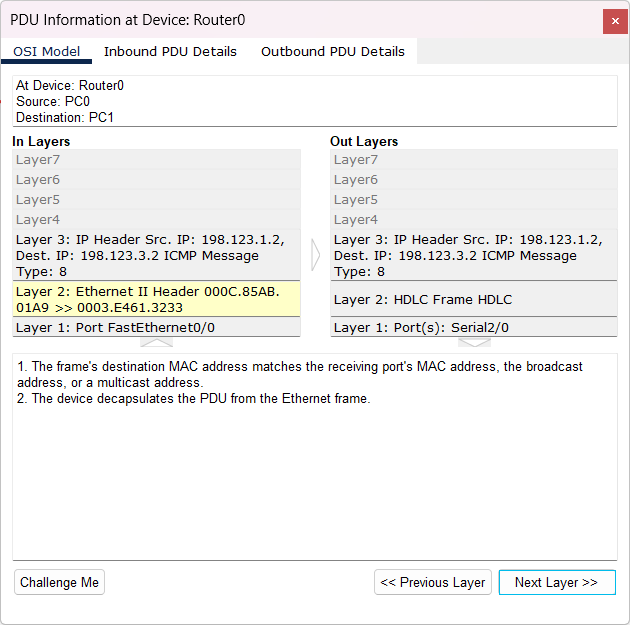 PDU Information at Device: Router0
×
OSI Model Inbound PDU Details Outbound PDU Details
At Device: Router0
Source: PC0
Destination: PC1
In Layers
Layer7
Layer6
Layer5
Layer4
Layer 3: IP Header Src. IP: 198.123.1.2,
Dest. IP: 198.123.3.2 ICMP Message
Type: 8
Layer 2: Ethernet II Header 000C.85AB.
01A9 >> 0003.E461.3233
Layer 1: Port FastEthernet0/0
Out Layers
Layer7
Layer6
Layer5
Layer4
Layer 3: IP Header Src. IP: 198.123.1.2,
Dest. IP: 198.123.3.2 ICMP Message
Type: 8
Layer 2: HDLC Frame HDLC
Layer 1: Port(s): Serial2/0
1. The frame's destination MAC address matches the receiving port's MAC address, the broadcast
address, or a multicast address.
2. The device decapsulates the PDU from the Ethernet frame.
Challenge Me << Previous Layer Next Layer >>